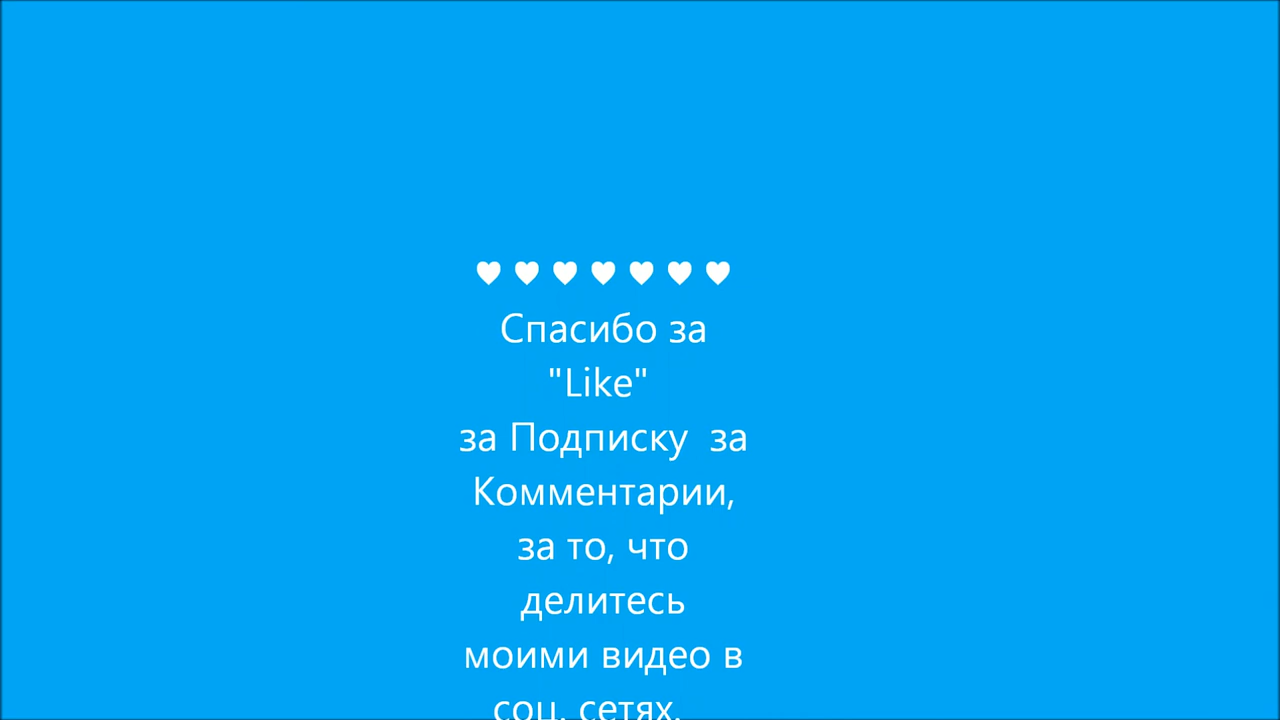 ♥ ♥ ♥ ♥ ♥ ♥ ♥
Спасибо за
"Like"
за Подписку за
Комментарии,
за то, что
делитесь
моими видео в
соц. сетях.